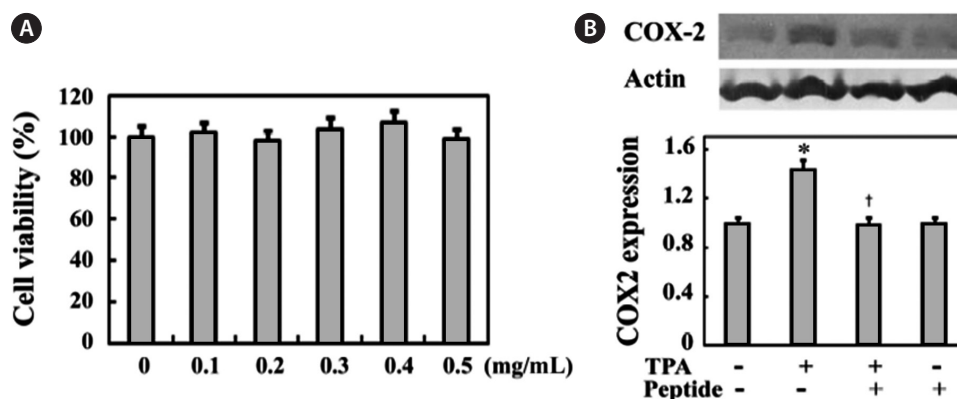 A
Cell viability (%)
120
100
80
60
40
20
0
0 0.1 0.2 0.3 0.4 0.5 (mg/mL)
B
COX-2
Actin
COX2 expression
1.6
1.2
0.8
0.4
0
*
†
TPA - + + -
Peptide - - + +